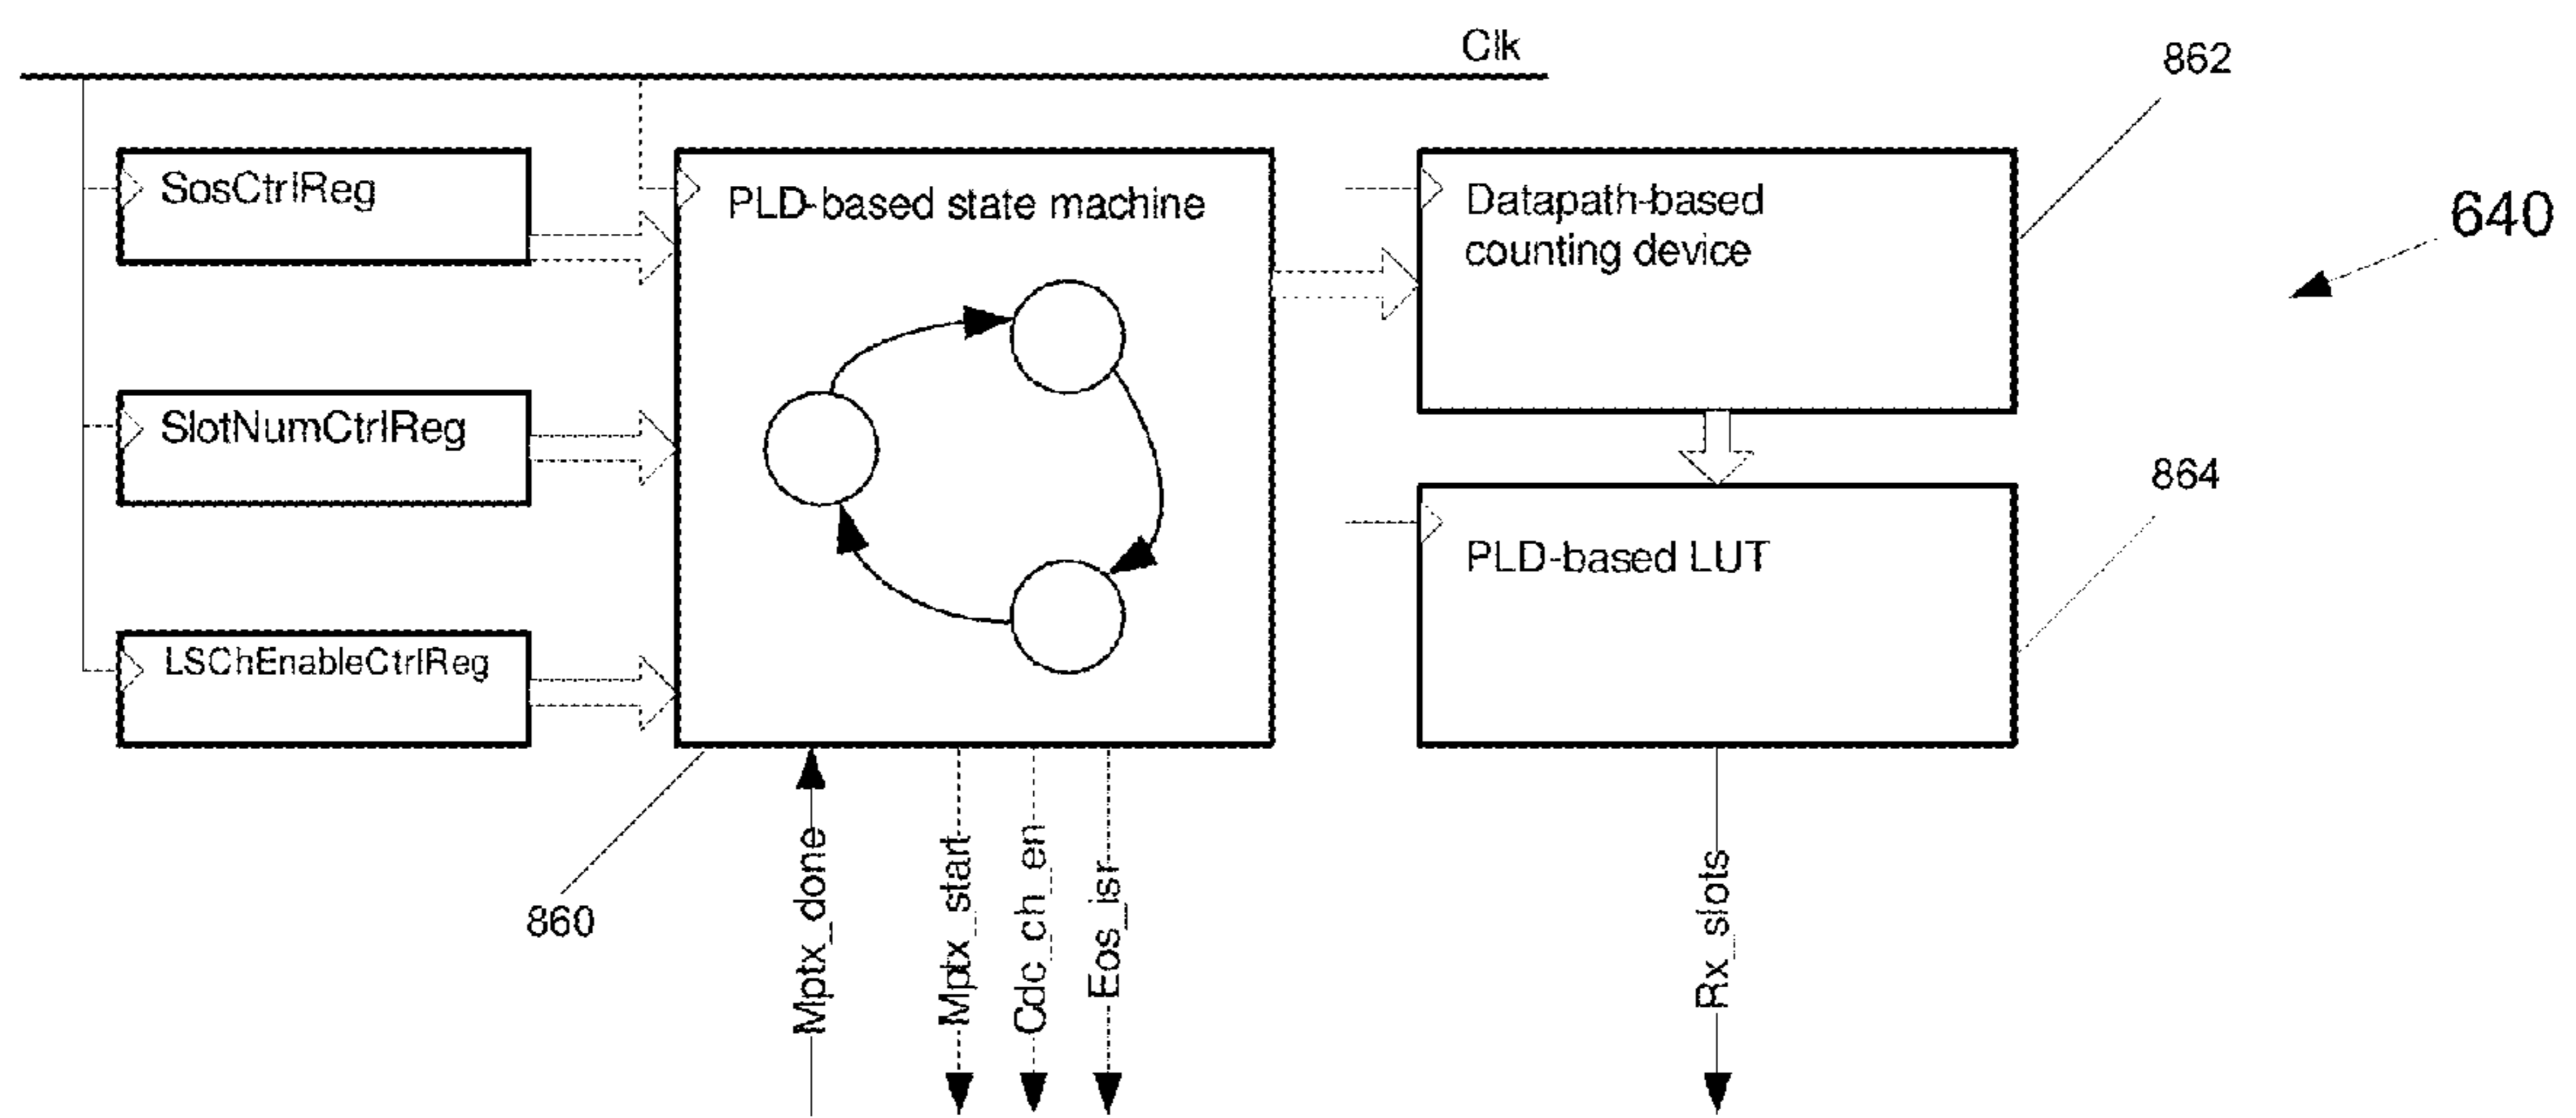 Clk
862
SosCtrlReg
PLD-based state machine
Datapath-based
counting device
640
SlotNumCtrlReg
864
LSChEnableCtrlReg
PLD-based LUT
860
Mptx_done
Mptx_start
Cdc_ch_en
Eos_isr
Rx_slots